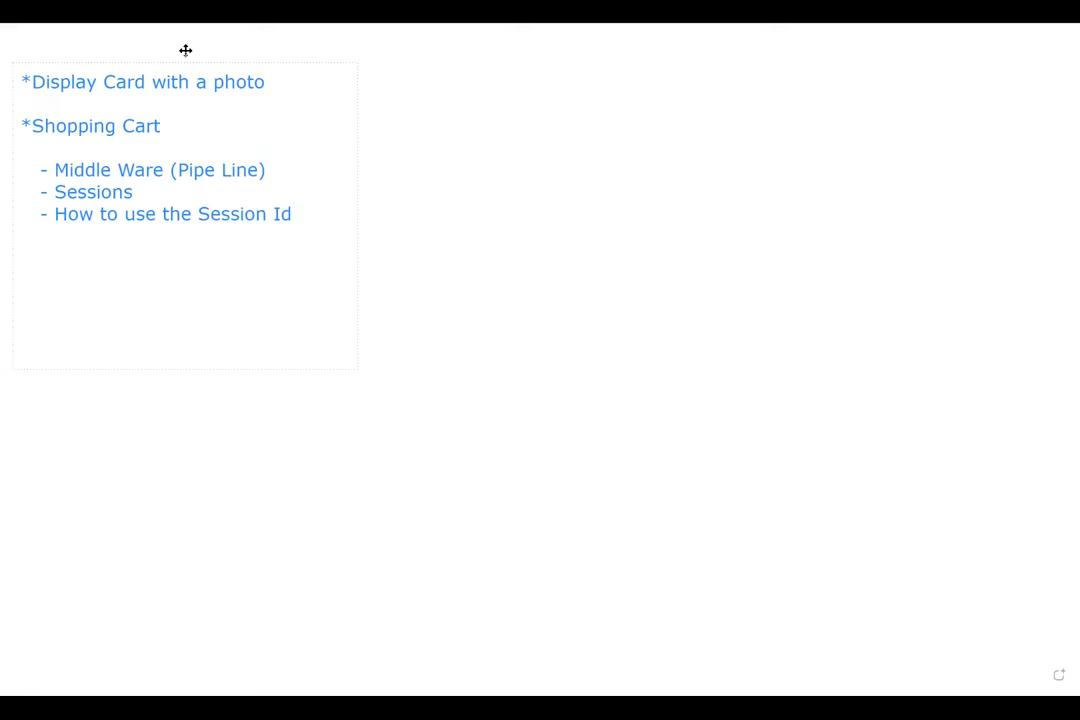 *Display Card with a photo
*Shopping Cart
- Middle Ware (Pipe Line)
- Sessions
- How to use the Session Id